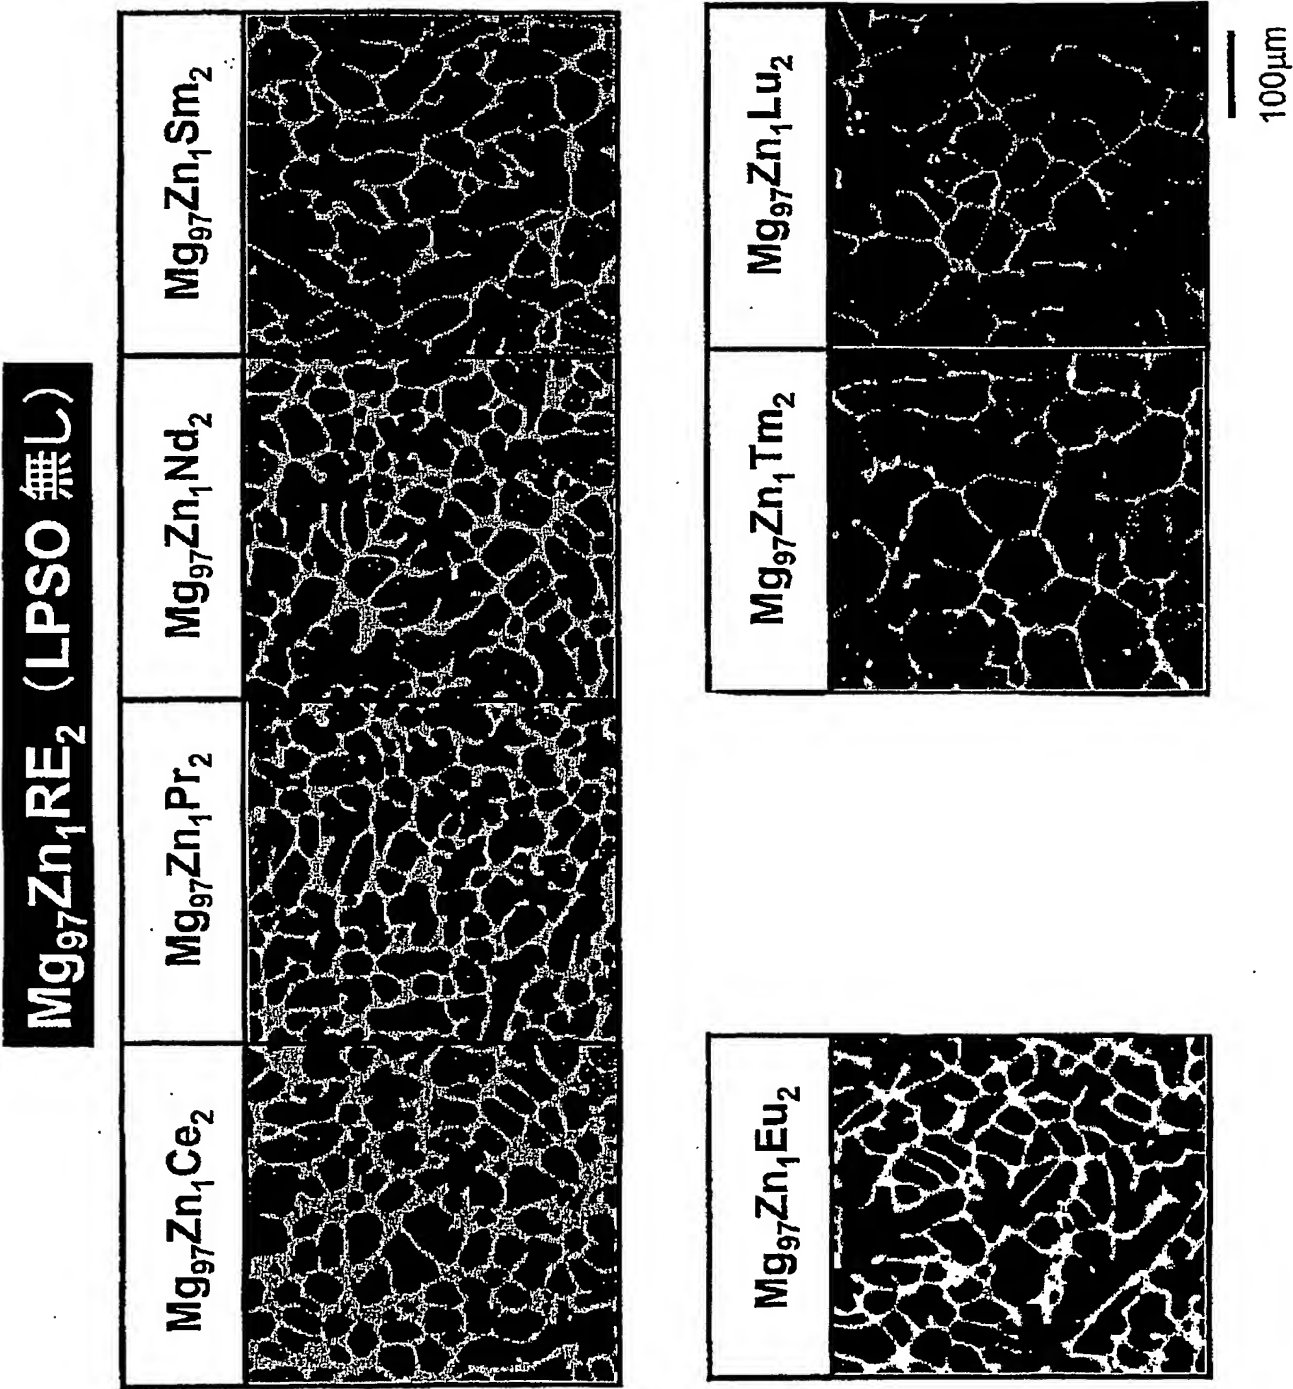 Mg₉₇Zn₁RE₂ (LPSO 無し)
Mg₉₇Zn₁Ce₂
Mg₉₇Zn₁Pr₂
Mg₉₇Zn₁Nd₂
Mg₉₇Zn₁Sm₂
Mg₉₇Zn₁Eu₂
Mg₉₇Zn₁Tm₂
Mg₉₇Zn₁Lu₂
100μm